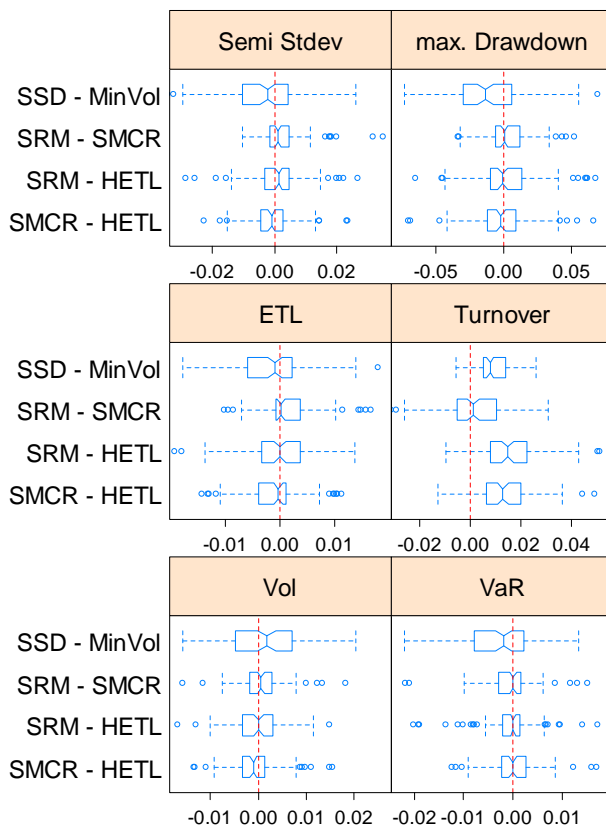 Semi Stdev max. Drawdown
SSD - MinVol
SRM - SMCR
SRM - HETL
SMCR - HETL
-0.02 0.00 0.02 -0.05 0.00 0.05
ETL Turnover
SSD - MinVol
SRM - SMCR
SRM - HETL
SMCR - HETL
-0.01 0.00 0.01 -0.02 0.00 0.02 0.04
Vol VaR
SSD - MinVol
SRM - SMCR
SRM - HETL
SMCR - HETL
-0.01 0.00 0.01 0.02 -0.02 -0.01 0.00 0.01